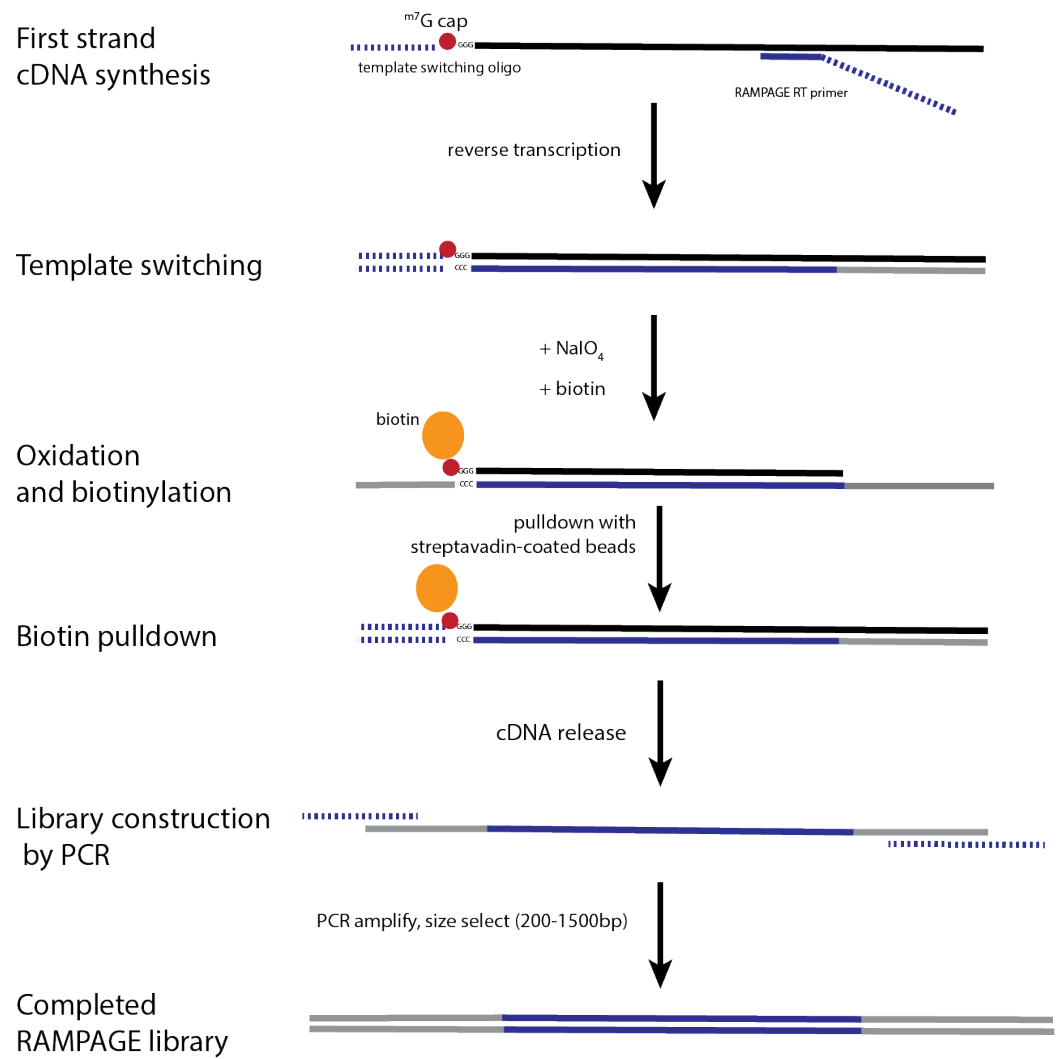 First strand
cDNA synthesis
m7G cap
GGG
template switching oligo
RAMPAGE RT primer
reverse transcription
Template switching
GGG
CCC
+ NaIO4
+ biotin
biotin
Oxidation
and biotinylation
GGG
CCC
pulldown with
streptavadin-coated beads
Biotin pulldown
GGG
CCC
cDNA release
Library construction
by PCR
PCR amplify, size select (200-1500bp)
Completed
RAMPAGE library